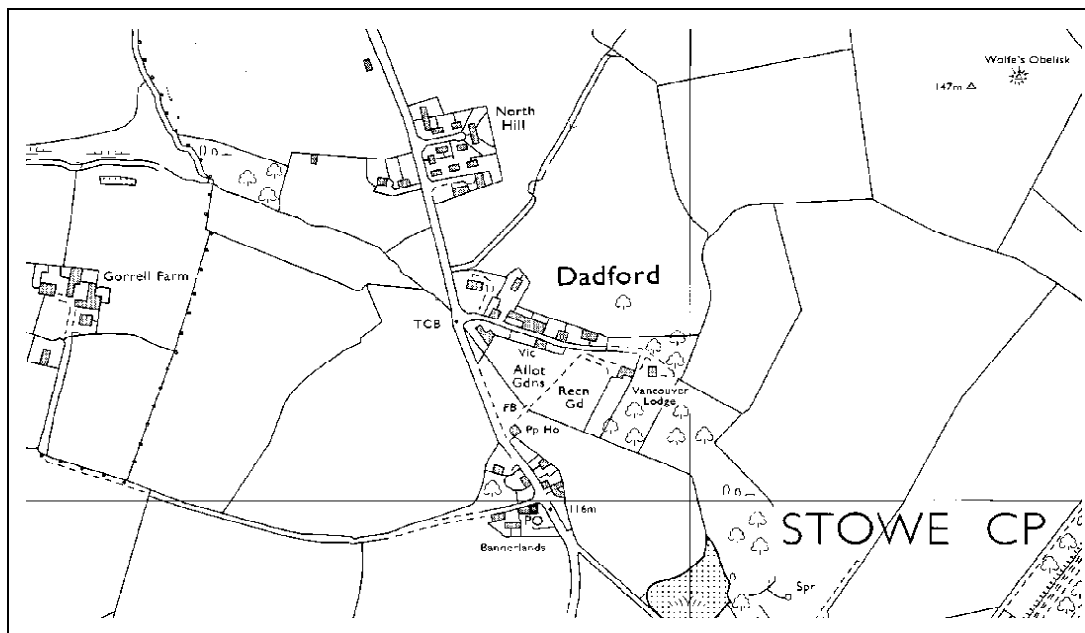 Wolfe's Obelisk
147m
North
Hill
Gorrell Farm
Dadford
TCB
Vic
Allot
Gdns
Recn
Gd
Vancouver
Lodge
FB
Pp Ho
116m
PO
Bannerlands
STOWE CP
Spr